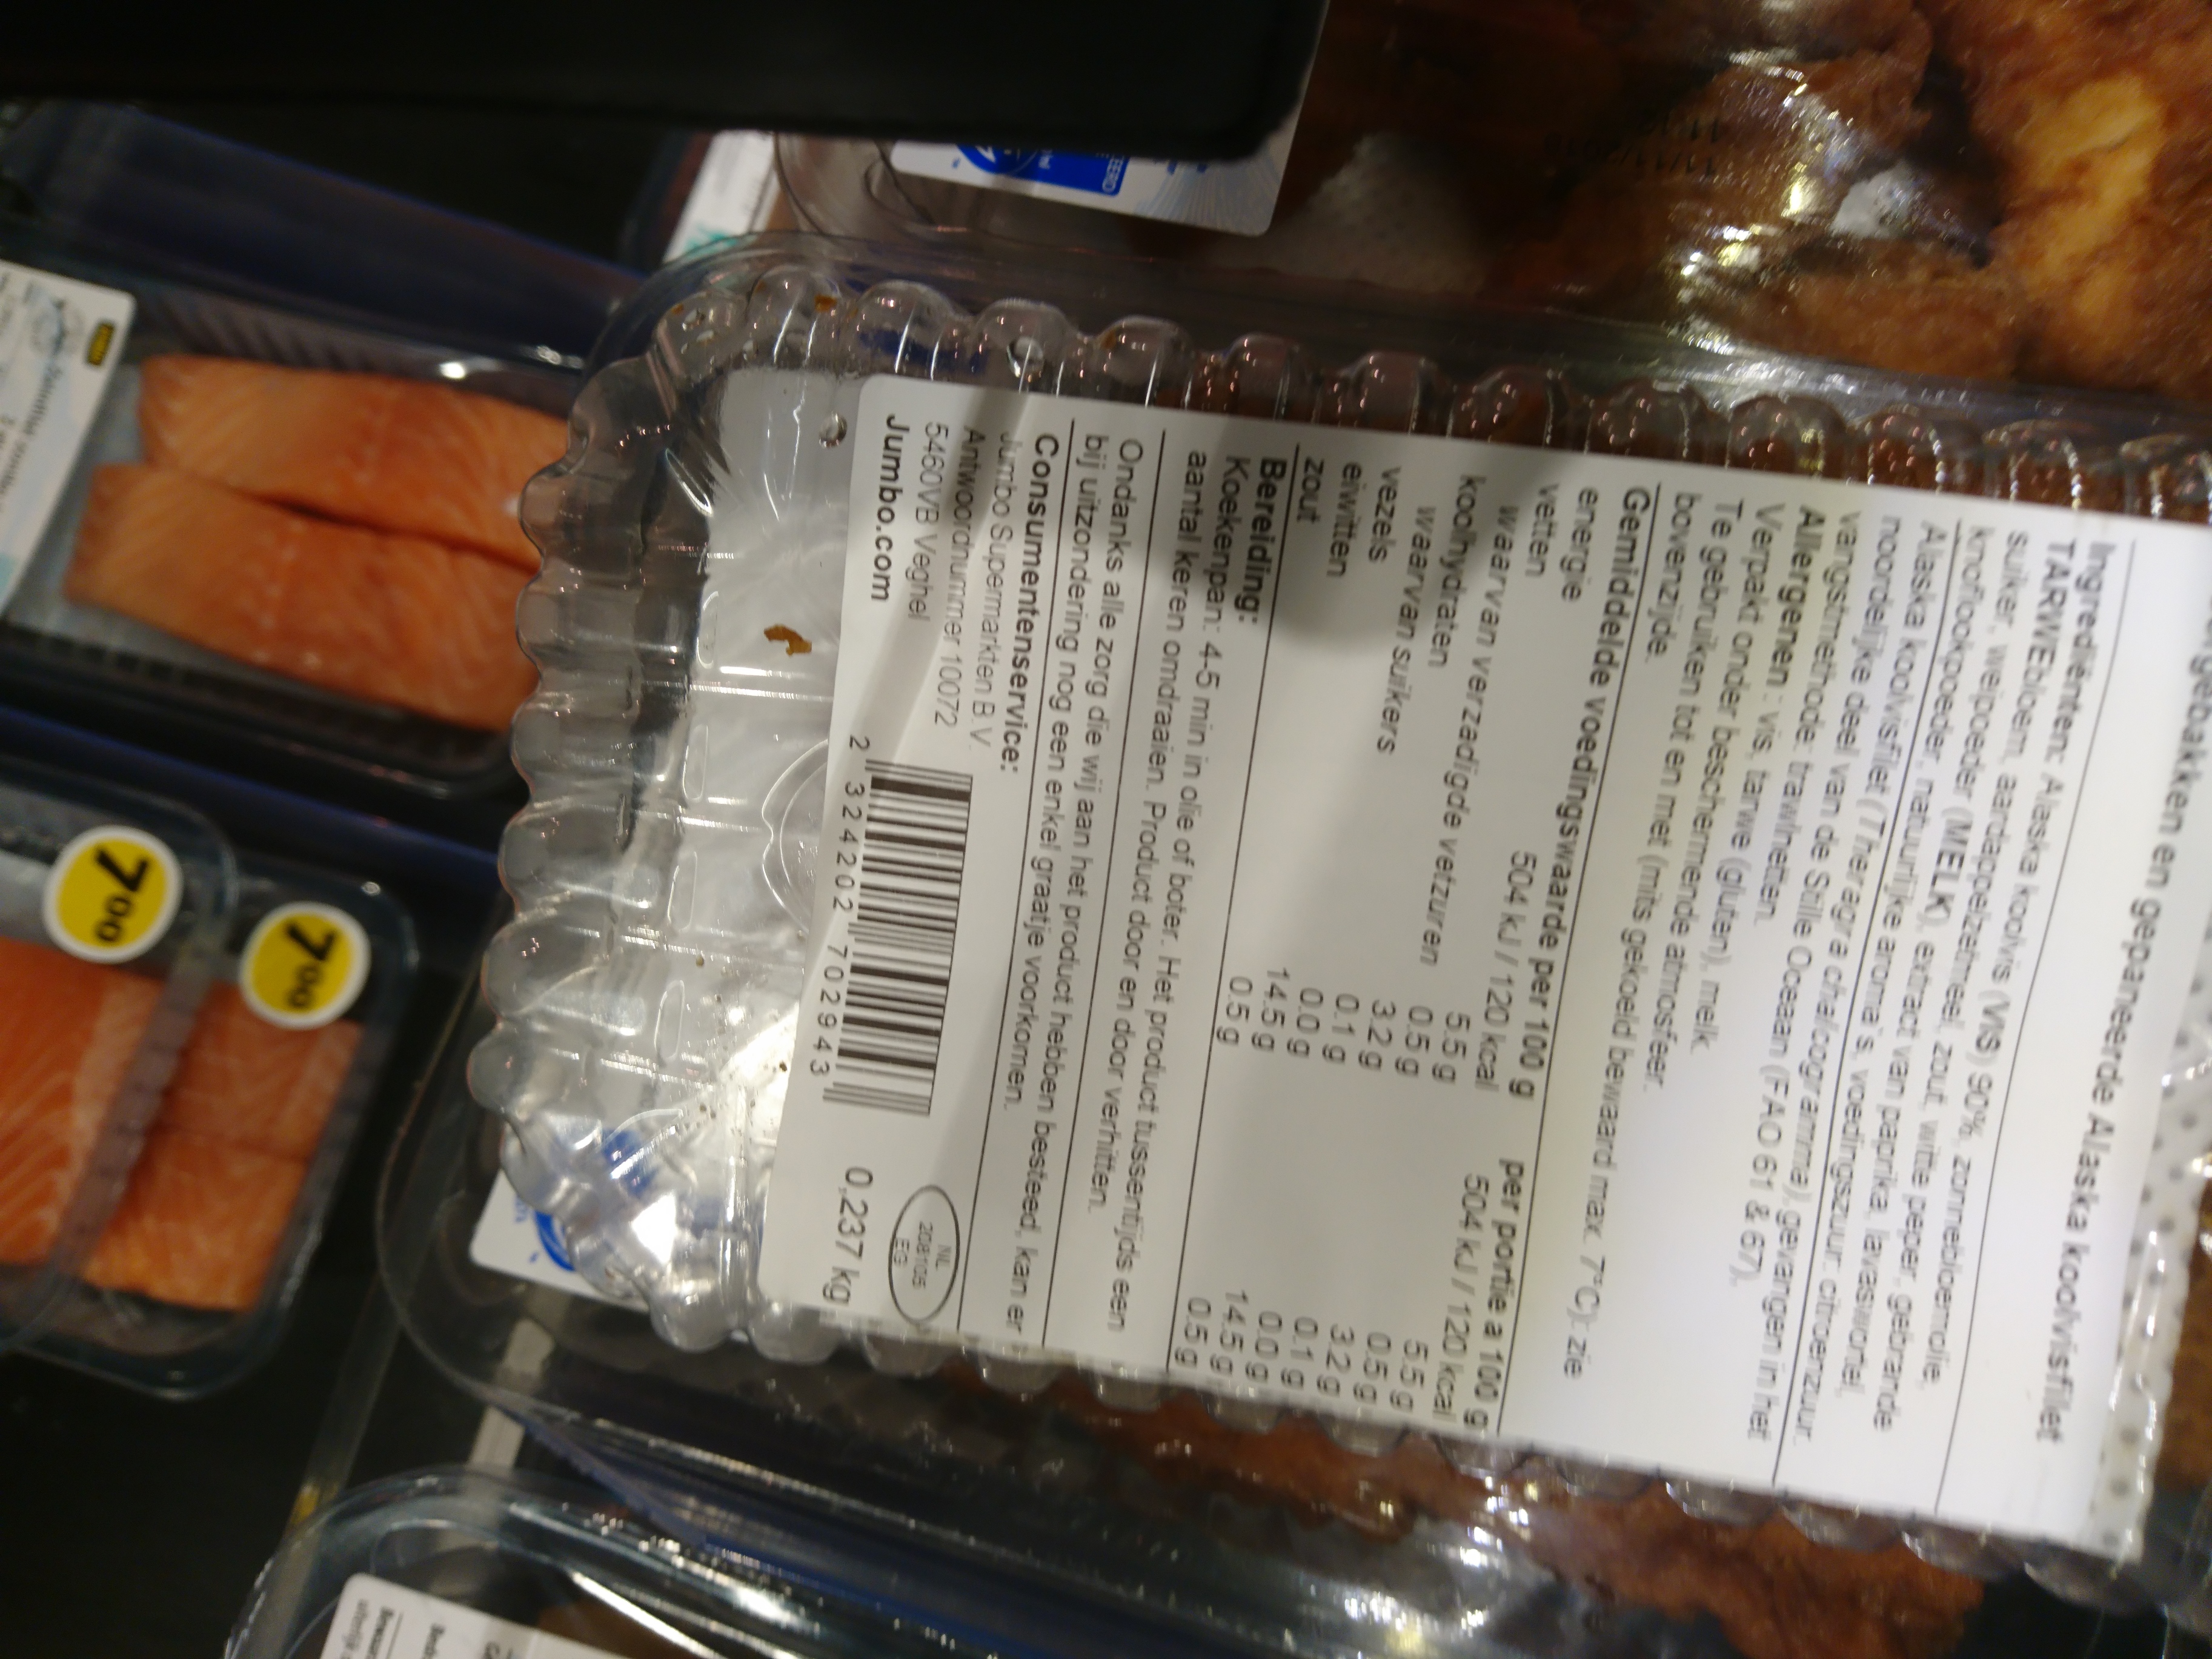 gebakken en gepaneerde Alaska koolvisfilet
Ingrediënten: Alaska koolvis (VIS) 90%, zonnebloemolie,
TARWEbloem, aardappelzetmeel, zout, witte peper, gebrande
suiker, weipoeder (MELK), extract van paprika, lavaswortel,
knoflookpoeder, natuurlijke aroma's, voedingszuur: citroenzuur.
Alaska koolvisfilet (Theragra chalcogramma), gevangen in het
noordelijke deel van de Stille Oceaan (FAO 61 & 67),
vangstmethode: trawlnetten.
Allergenen: vis, tarwe (gluten), melk.
Verpakt onder beschermende atmosfeer.
Te gebruiken tot en met (mits gekoeld bewaard max. 7°C): zie
bovenzijde.
Gemiddelde voedingswaarde per 100 g per portie a 100 g
energie 504 kJ / 120 kcal 504 kJ / 120 kcal
vetten 5.5 g 5.5 g
waarvan verzadigde vetzuren 0.5 g 0.5 g
koolhydraten 3.2 g 3.2 g
waarvan suikers 0.1 g 0.1 g
vezels 0.0 g 0.0 g
eiwitten 14.5 g 14.5 g
zout 0.5 g 0.5 g
Bereiding:
Koekenpan: 4-5 min in olie of boter. Het product tussentijds een
aantal keren omdraaien. Product door en door verhitten.
Ondanks alle zorg die wij aan het product hebben besteed, kan er
bij uitzondering nog een enkel graatje voorkomen.
Consumentenservice:
Jumbo Supermarkten B.V.
Antwoordnummer 10072
5460VB Veghel
Jumbo.com
2 324202 702943
NL
2081105
EG
0,237 kg
700
700